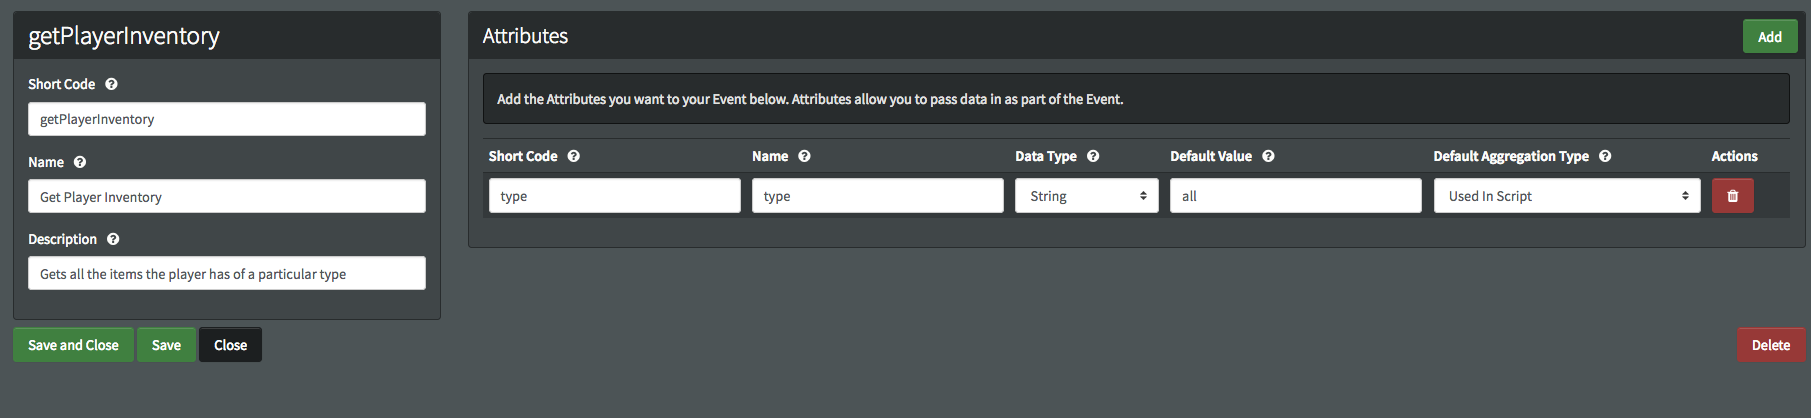 getPlayerInventory
Short Code
getPlayerInventory
Name
Get Player Inventory
Description
Gets all the items the player has of a particular type
Save and Close Save Close
Attributes Add
Add the Attributes you want to your Event below. Attributes allow you to pass data in as part of the Event.
Short Code Name Data Type Default Value Default Aggregation Type Actions
type type String all Used In Script
Delete